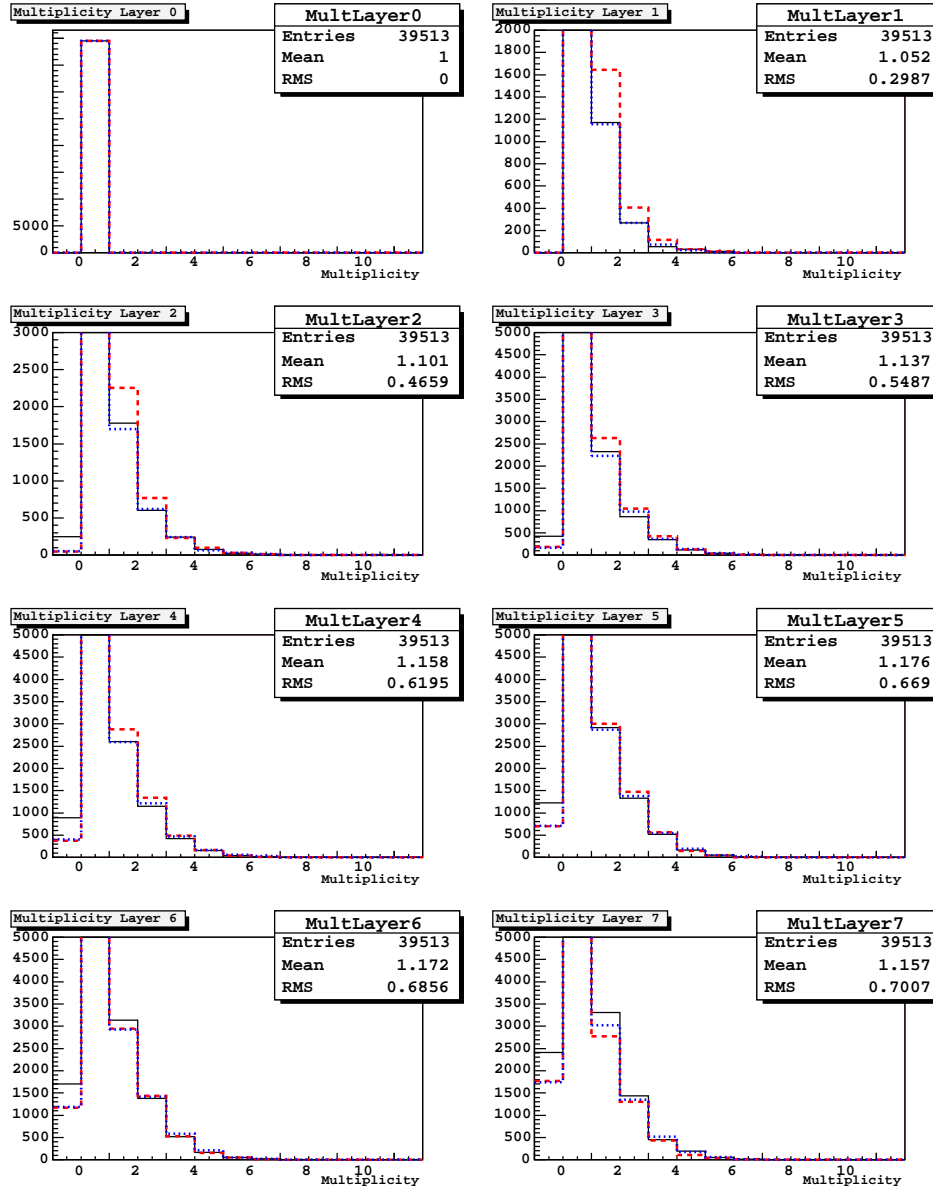 Multiplicity Layer 0
MultLayer0
Entries 39513
Mean 1
RMS 0
5000
0
0 2 4 6 8 10
Multiplicity
Multiplicity Layer 1
MultLayer1
Entries 39513
Mean 1.052
RMS 0.2987
2000
1800
1600
1400
1200
1000
800
600
400
200
0
0 2 4 6 8 10
Multiplicity
Multiplicity Layer 2
MultLayer2
Entries 39513
Mean 1.101
RMS 0.4659
3000
2500
2000
1500
1000
500
0
0 2 4 6 8 10
Multiplicity
Multiplicity Layer 3
MultLayer3
Entries 39513
Mean 1.137
RMS 0.5487
5000
4500
4000
3500
3000
2500
2000
1500
1000
500
0
0 2 4 6 8 10
Multiplicity
Multiplicity Layer 4
MultLayer4
Entries 39513
Mean 1.158
RMS 0.6195
5000
4500
4000
3500
3000
2500
2000
1500
1000
500
0
0 2 4 6 8 10
Multiplicity
Multiplicity Layer 5
MultLayer5
Entries 39513
Mean 1.176
RMS 0.669
5000
4500
4000
3500
3000
2500
2000
1500
1000
500
0
0 2 4 6 8 10
Multiplicity
Multiplicity Layer 6
MultLayer6
Entries 39513
Mean 1.172
RMS 0.6856
5000
4500
4000
3500
3000
2500
2000
1500
1000
500
0
0 2 4 6 8 10
Multiplicity
Multiplicity Layer 7
MultLayer7
Entries 39513
Mean 1.157
RMS 0.7007
5000
4500
4000
3500
3000
2500
2000
1500
1000
500
0
0 2 4 6 8 10
Multiplicity